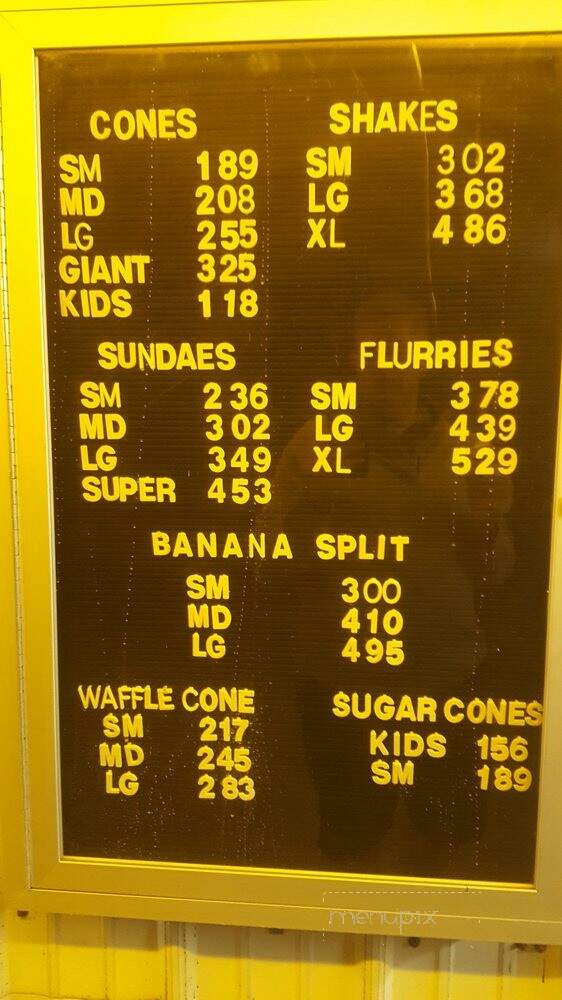 CONES
SM 189
MD 208
LG 255
GIANT 325
KIDS 118
SHAKES
SM 302
LG 368
XL 486
SUNDAES
SM 236
MD 302
LG 349
SUPER 453
FLURRIES
SM 378
LG 439
XL 529
BANANA SPLIT
SM 300
MD 410
LG 495
WAFFLE CONE
SM 217
MD 245
LG 283
SUGAR CONES
KIDS 156
SM 189
menupix